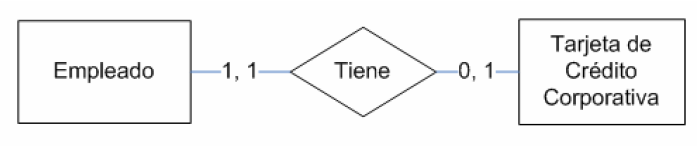 Empleado
1, 1
Tiene
0, 1
Tarjeta de
Crédito
Corporativa